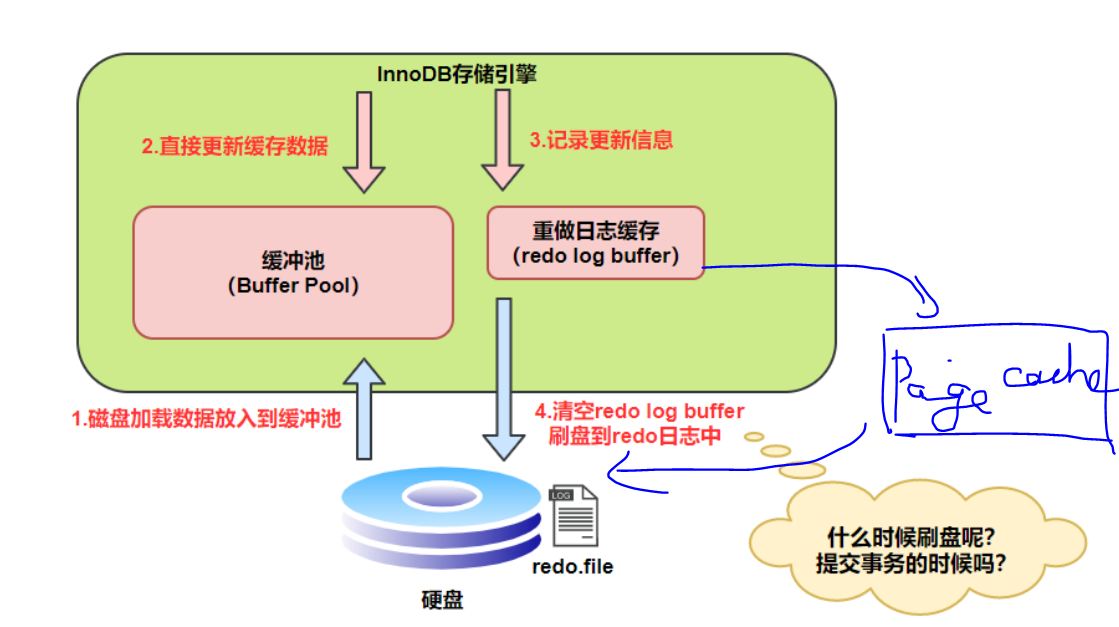 InnoDB存储引擎
2.直接更新缓存数据
3.记录更新信息
缓冲池
（Buffer Pool）
重做日志缓存
（redo log buffer）
Paige cache
1.磁盘加载数据放入到缓冲池
4.清空redo log buffer
刷盘到redo日志中
LOG
redo.file
硬盘
什么时候刷盘呢？
提交事务的时候吗？